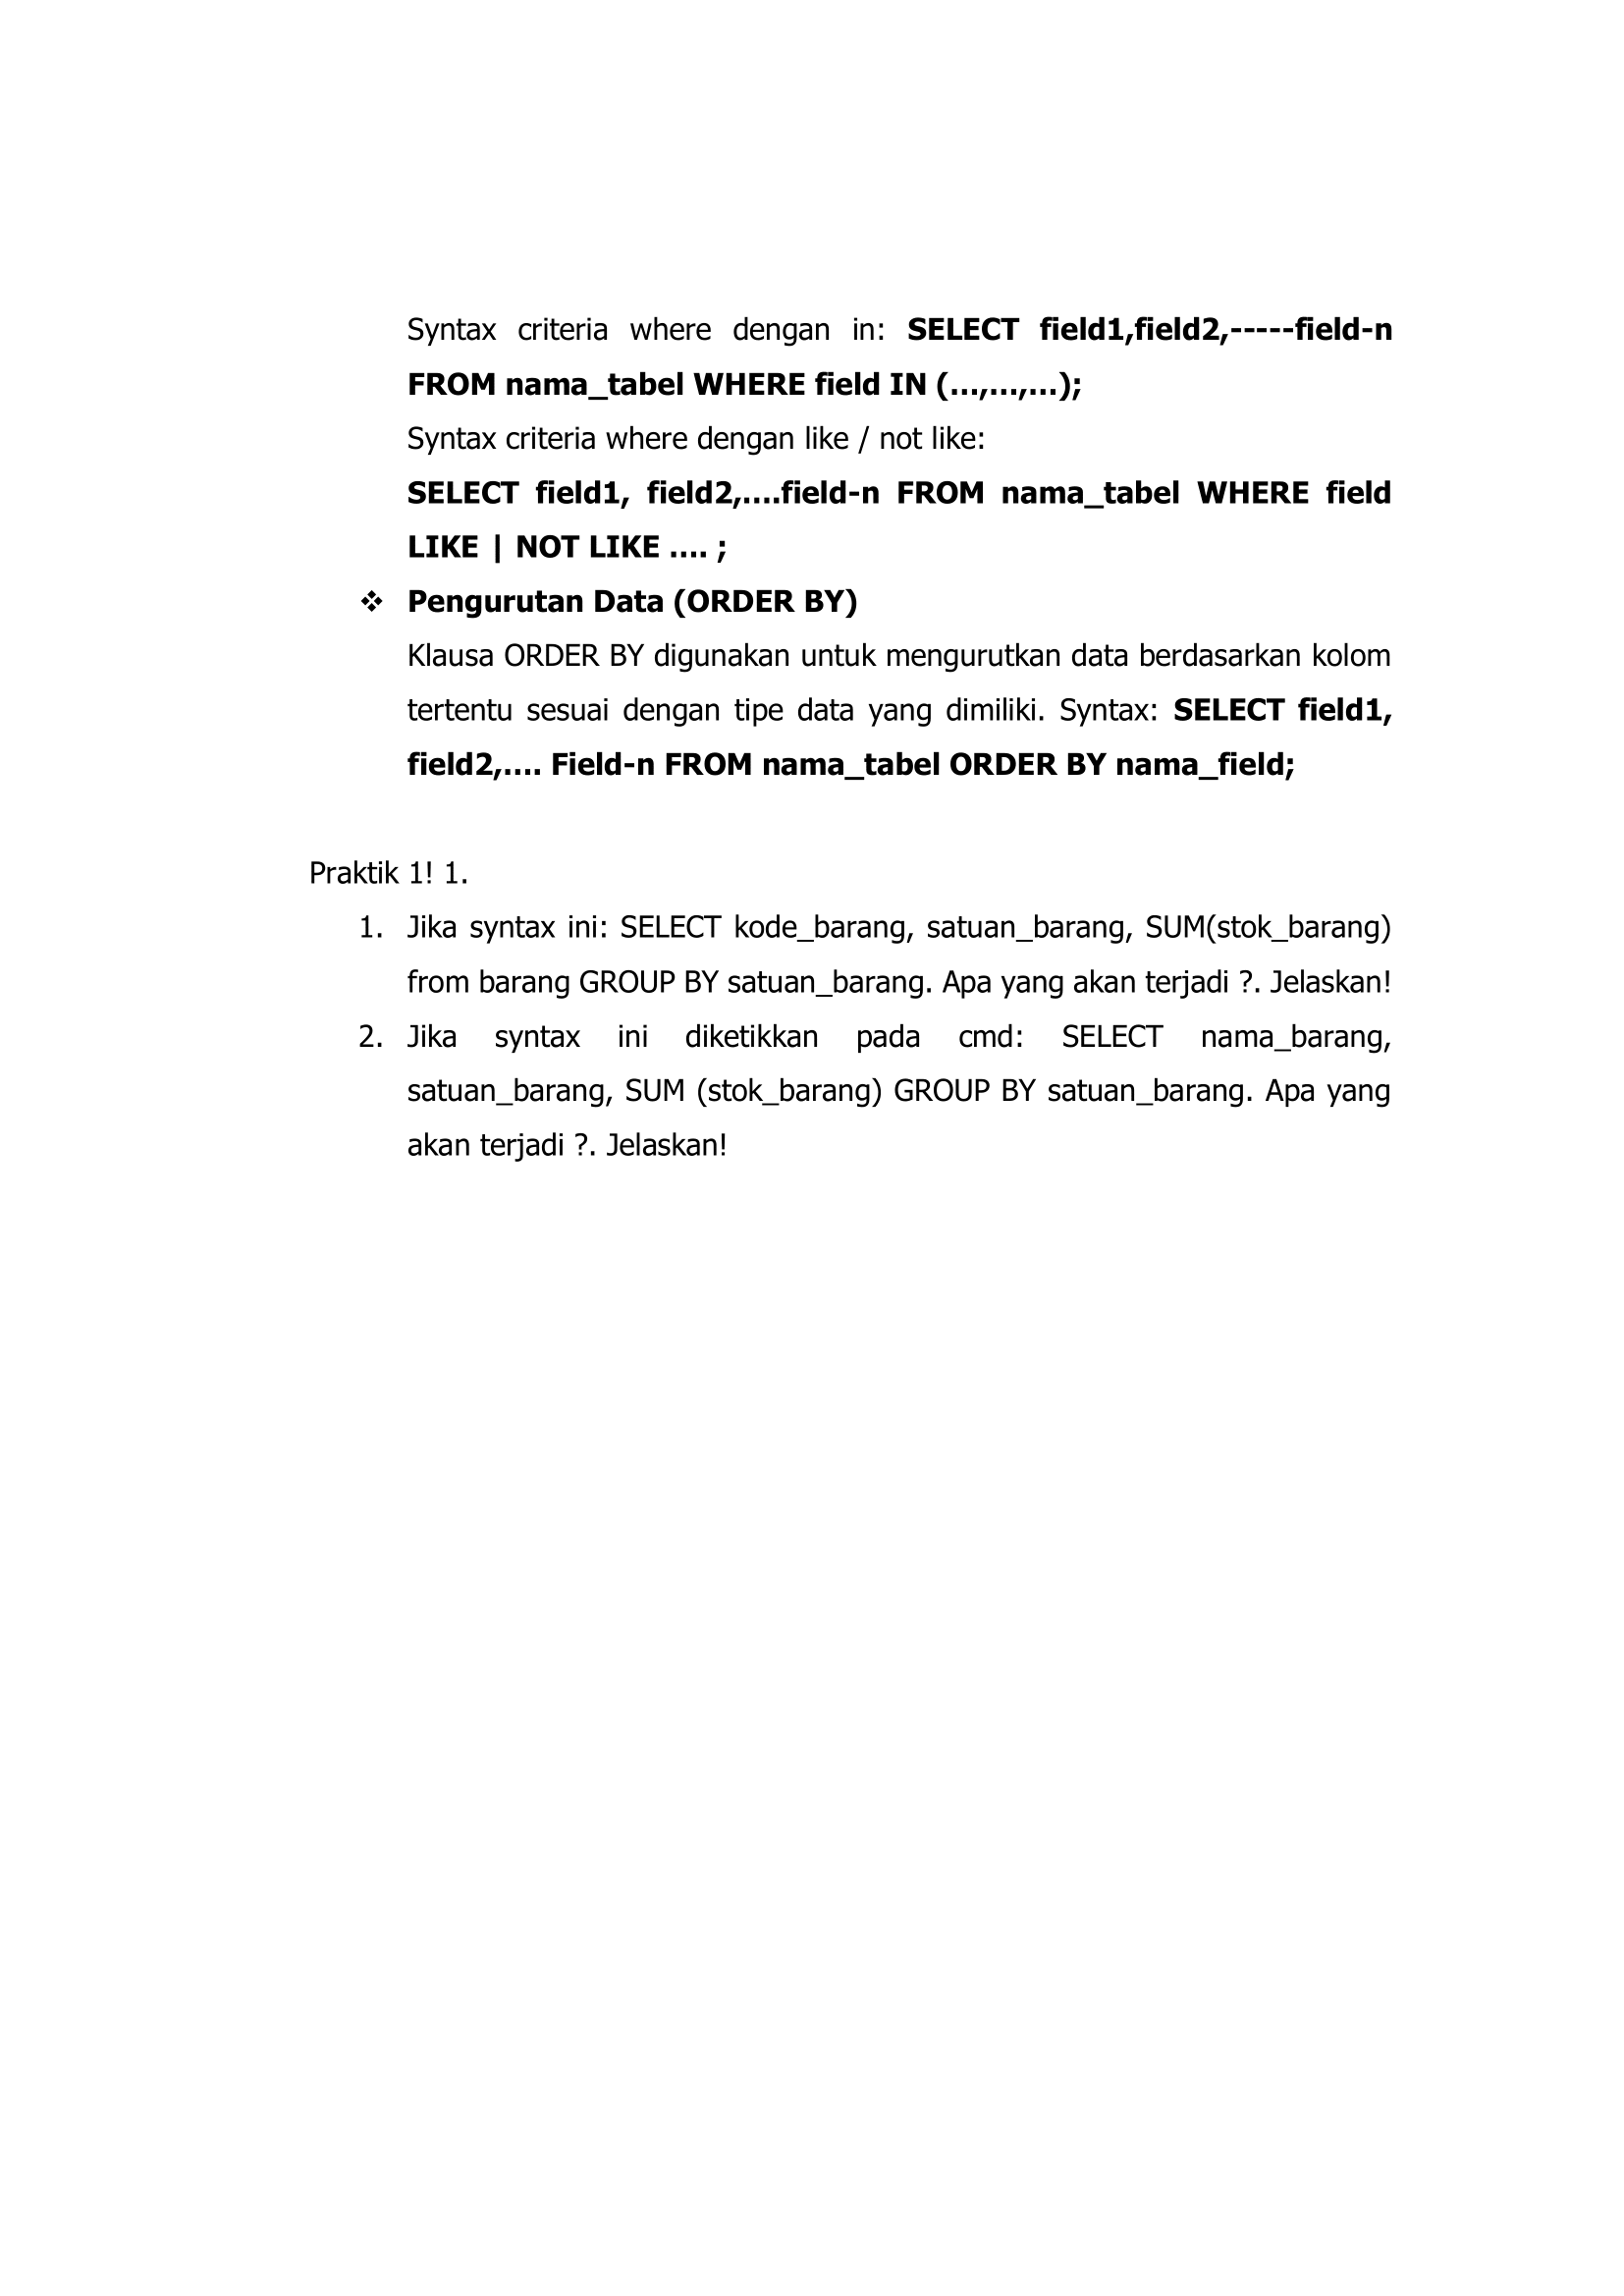 Syntax criteria where dengan in: SELECT field1,field2,-----field-n
FROM nama_tabel WHERE field IN (…,…,…);
Syntax criteria where dengan like / not like:
SELECT field1, field2,….field-n FROM nama_tabel WHERE field
LIKE | NOT LIKE …. ;
❖ Pengurutan Data (ORDER BY)
Klausa ORDER BY digunakan untuk mengurutkan data berdasarkan kolom
tertentu sesuai dengan tipe data yang dimiliki. Syntax: SELECT field1,
field2,…. Field-n FROM nama_tabel ORDER BY nama_field;
Praktik 1! 1.
1. Jika syntax ini: SELECT kode_barang, satuan_barang, SUM(stok_barang)
from barang GROUP BY satuan_barang. Apa yang akan terjadi ?. Jelaskan!
2. Jika syntax ini diketikkan pada cmd: SELECT nama_barang,
satuan_barang, SUM (stok_barang) GROUP BY satuan_barang. Apa yang
akan terjadi ?. Jelaskan!